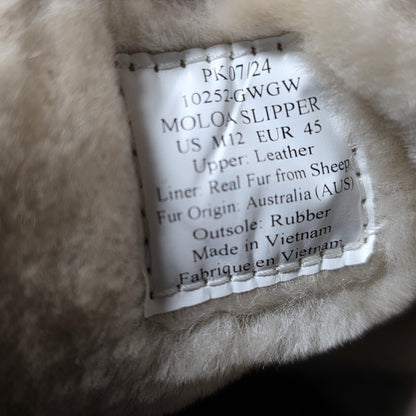 PK07/24
10252-GWGW
MOLOA SLIPPER
US M12 EUR 45
Upper: Leather
Liner: Real Fur from Sheep
Fur Origin: Australia (AUS)
Outsole: Rubber
Made in Vietnam
Fabrique en Vietnam